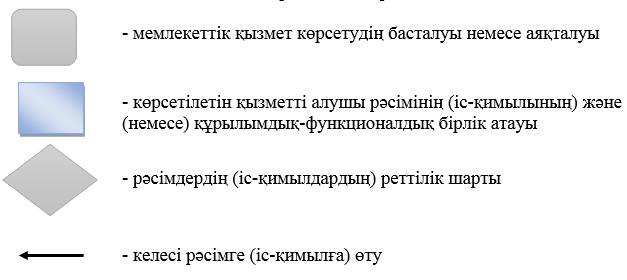 - мемлекеттік қызмет көрсетудің басталуы немесе аяқталуы
- көрсетілетін қызметті алушы рәсімінің (іс-қимылының) және
(немесе) құрылымдық-функционалдық бірлік атауы
- рәсімдердің (іс-қимылдардың) реттілік шарты
- келесі рәсімге (іс-қимылға) өту